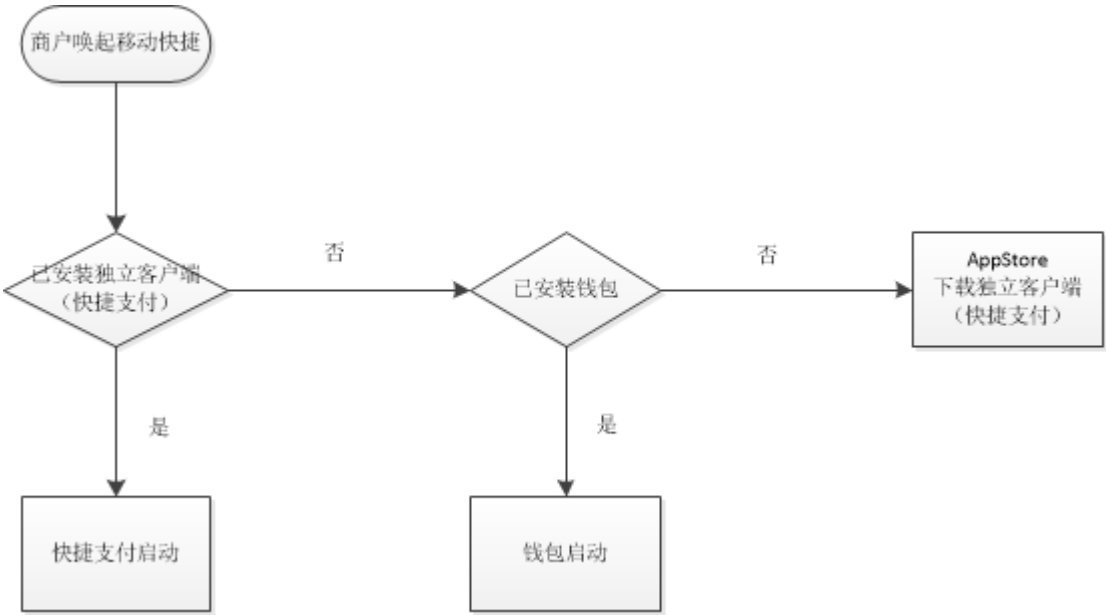 商户唤起移动快捷
否
否
已安装独立客户端
（快捷支付）
已安装钱包
AppStore
下载独立客户端
（快捷支付）
是
是
快捷支付启动
钱包启动